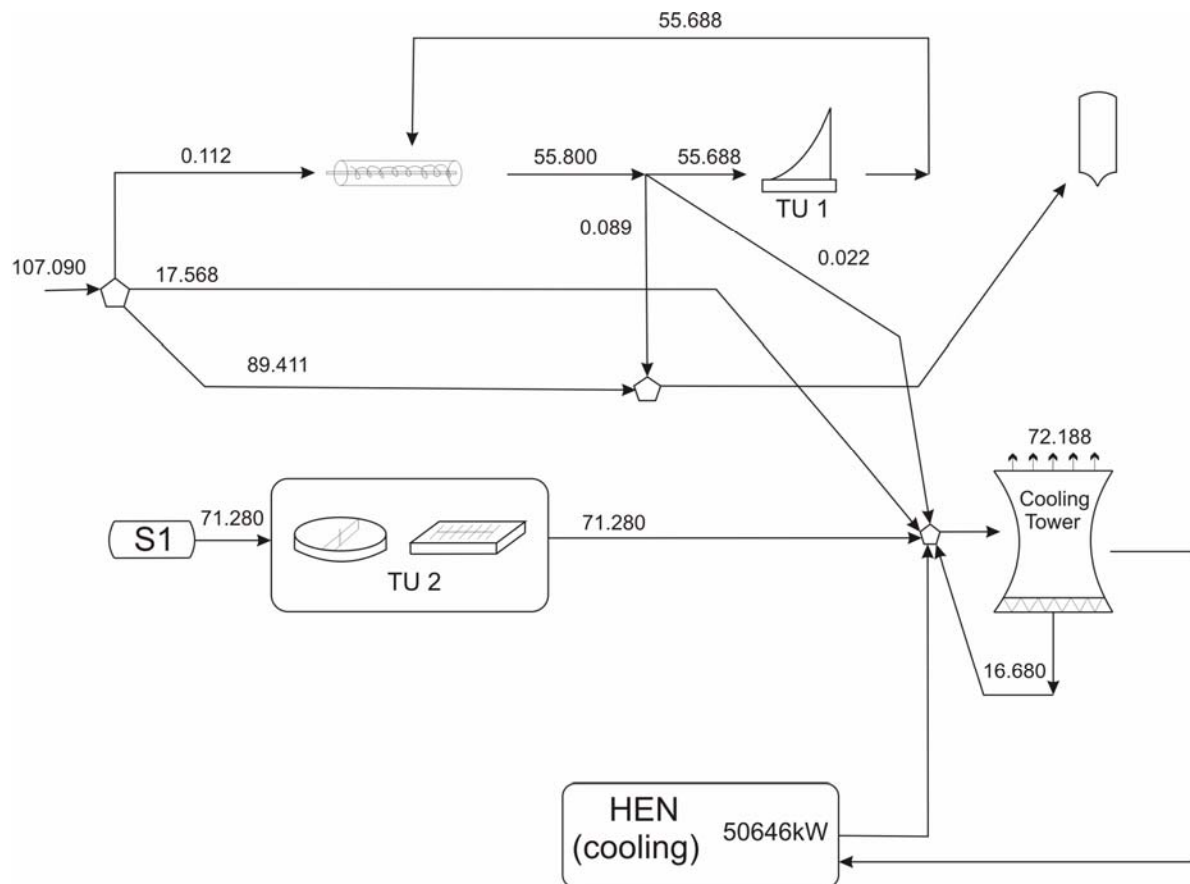 55.688
0.112
55.800
55.688
TU 1
0.089
0.022
107.090
17.568
89.411
72.188
Cooling
Tower
S1
71.280
71.280
TU 2
16.680
HEN
(cooling)
50646kW